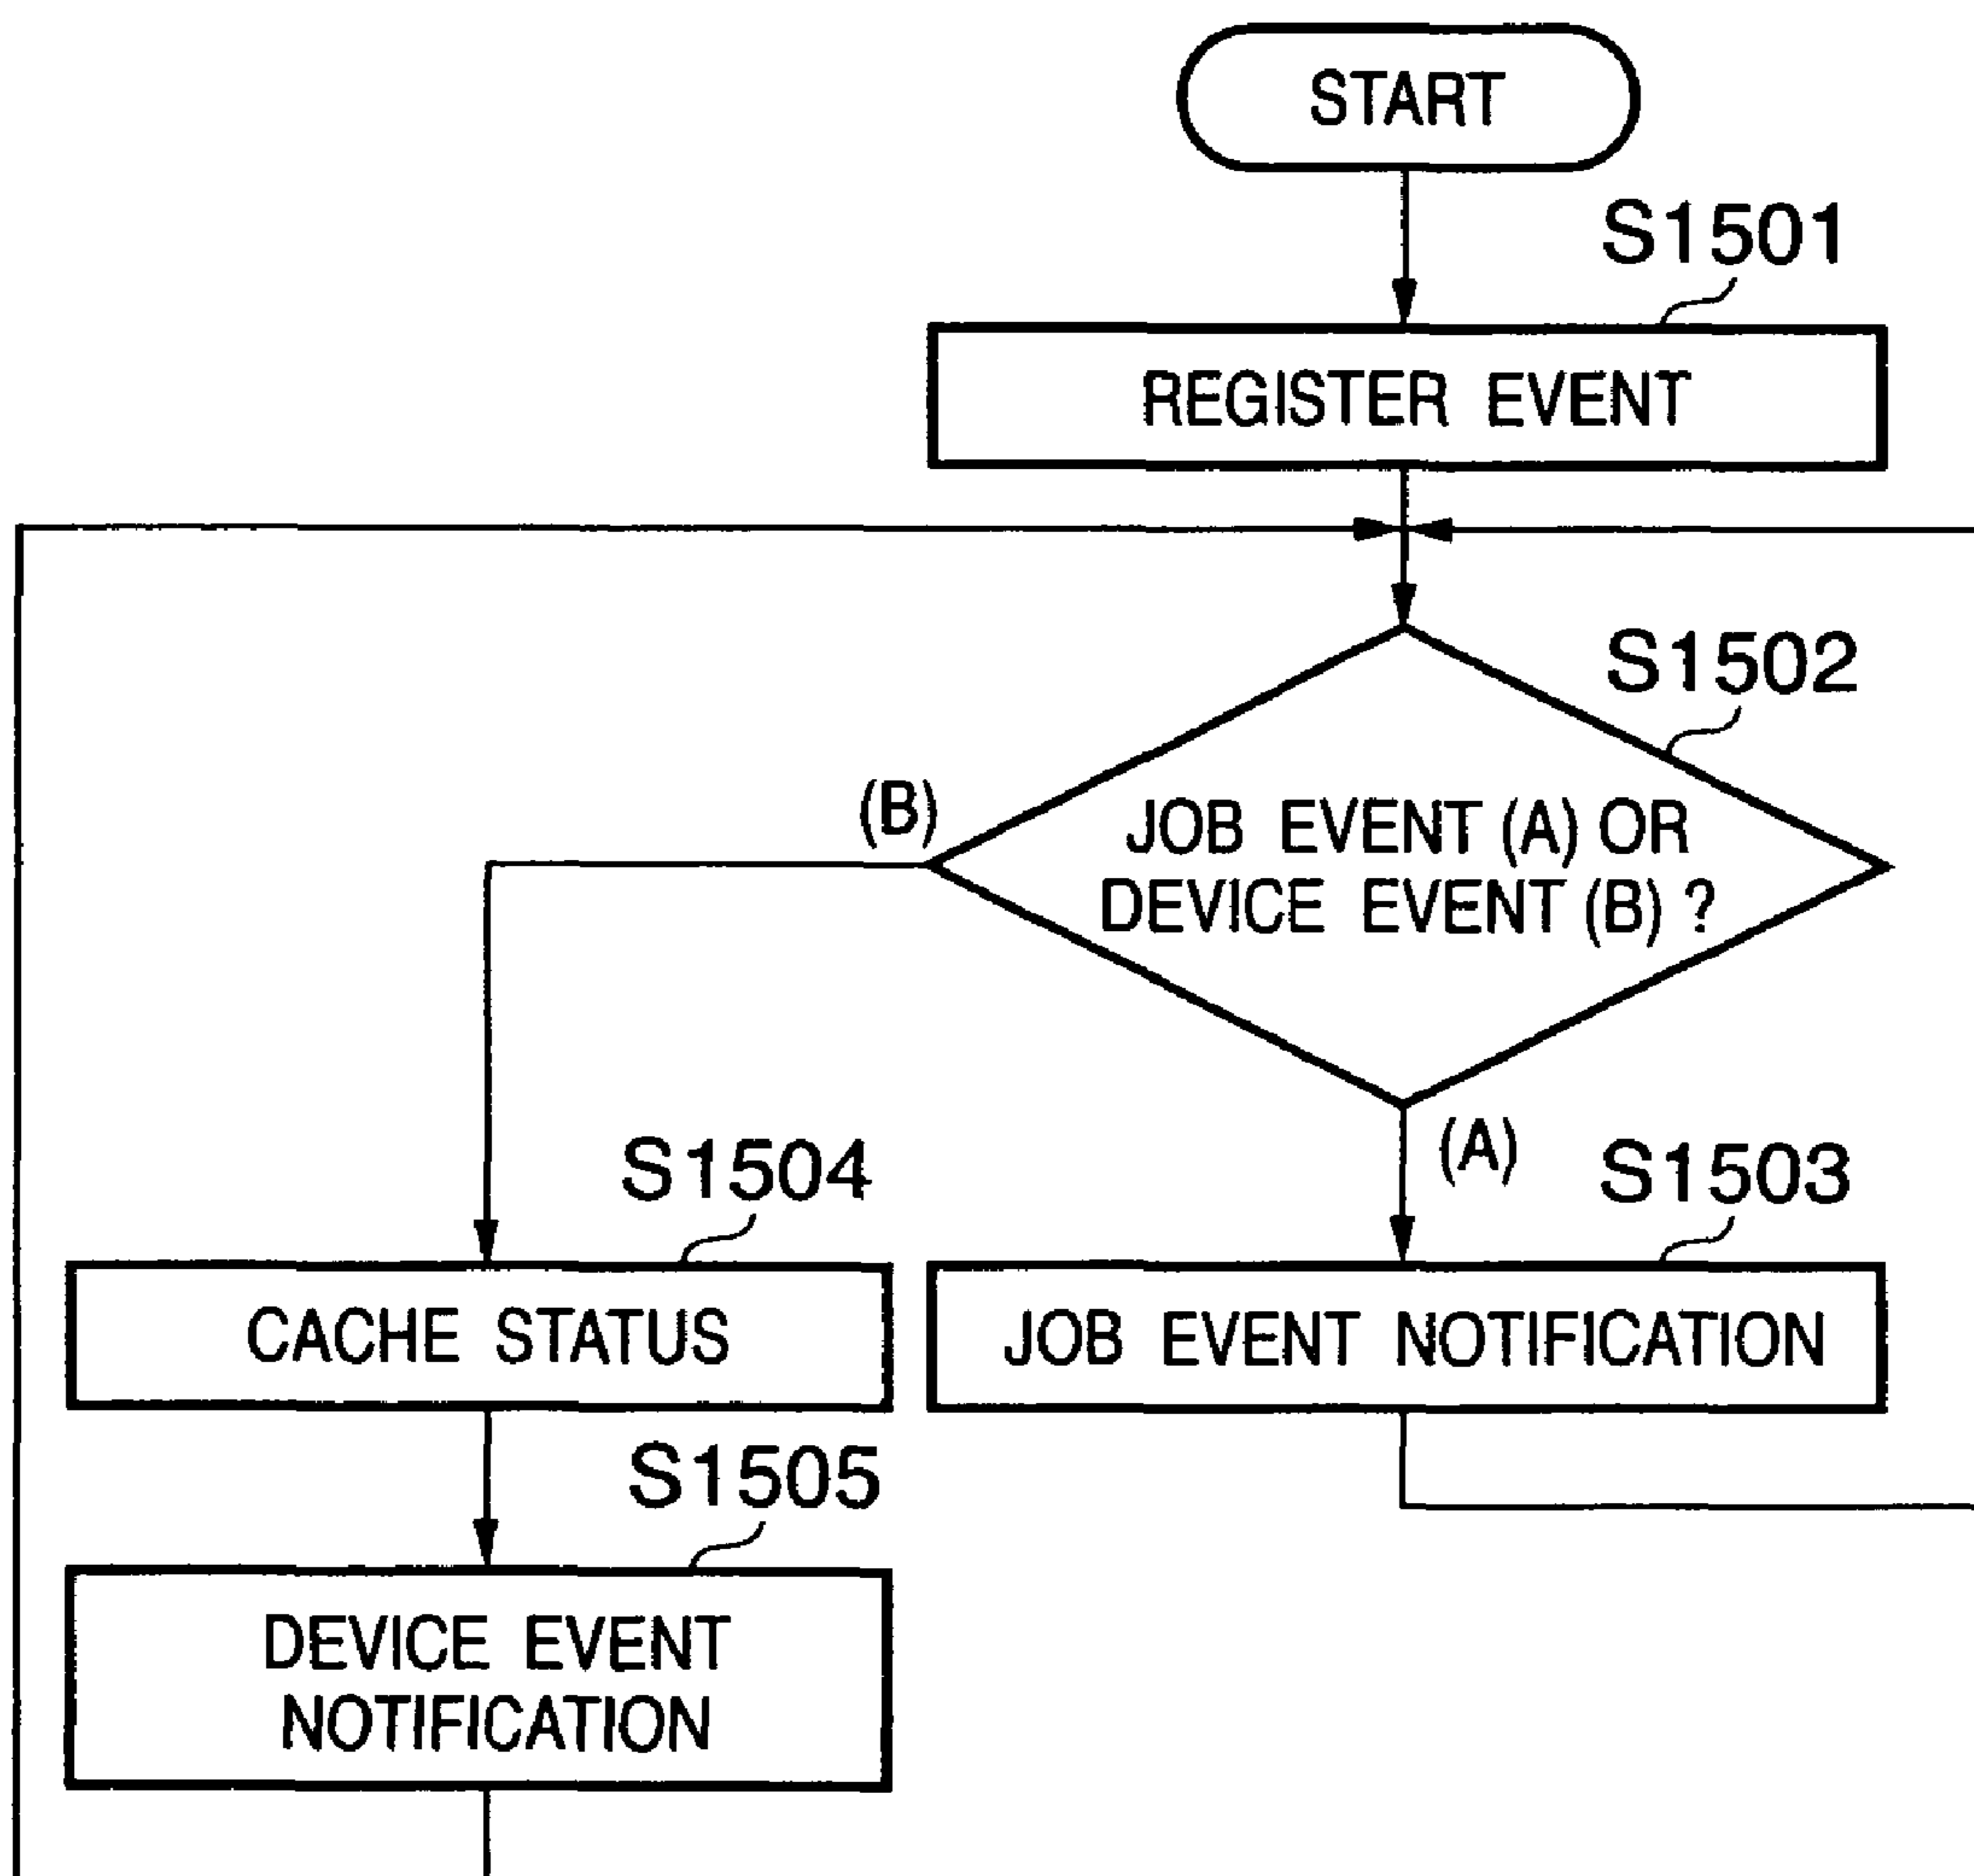 START
S1501
REGISTER EVENT
S1502
(B)
JOB EVENT (A) OR
DEVICE EVENT (B) ?
(A)
S1504
S1503
CACHE STATUS
JOB EVENT NOTIFICATION
S1505
DEVICE EVENT
NOTIFICATION